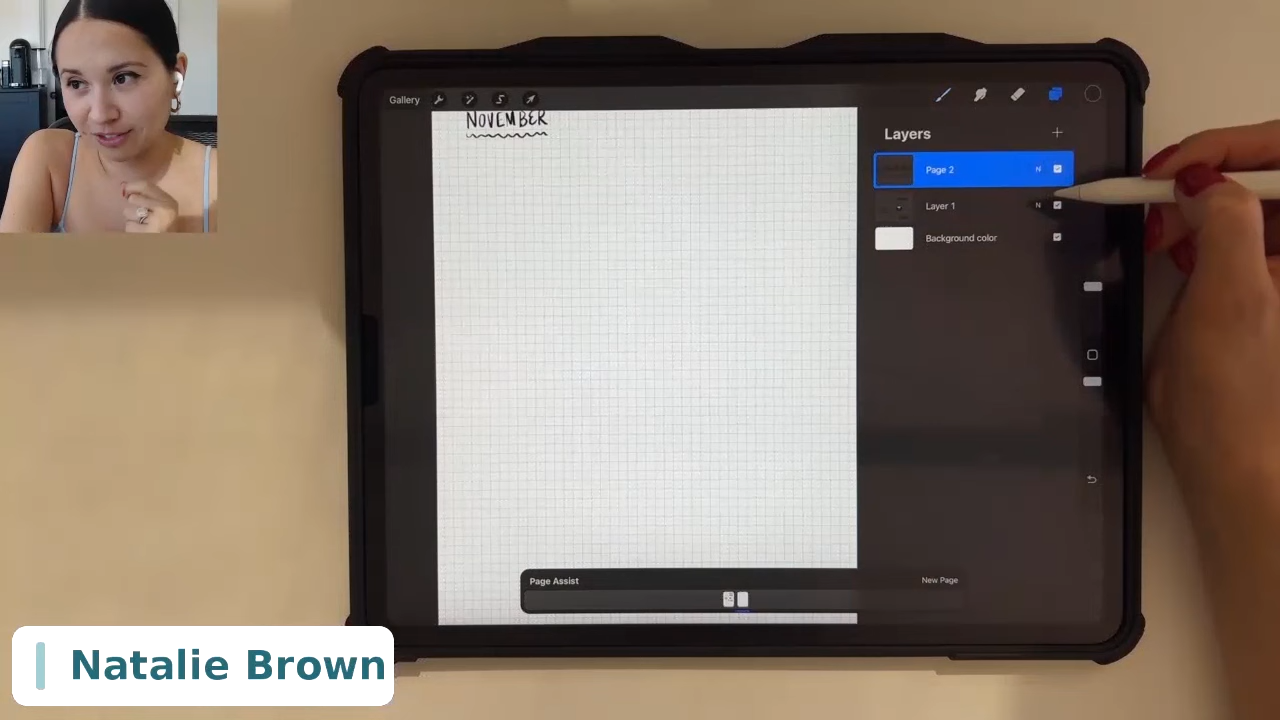 Gallery
NOVEMBER
Layers
Page 2 N
Layer 1 N
Background color
Page Assist
New Page
Natalie Brown